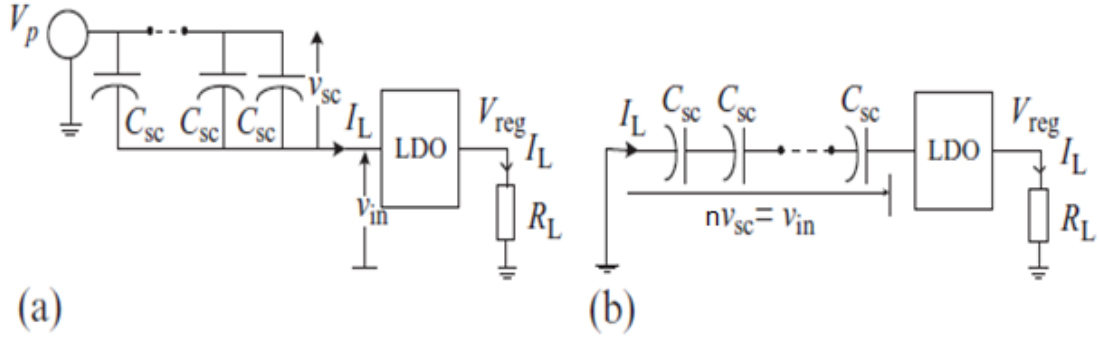 V_p
C_sc C_sc C_sc
v_sc
I_L
LDO
V_reg
I_L
v_in
R_L
(a)
I_L
C_sc C_sc C_sc
LDO
V_reg
I_L
nv_sc = v_in
R_L
(b)